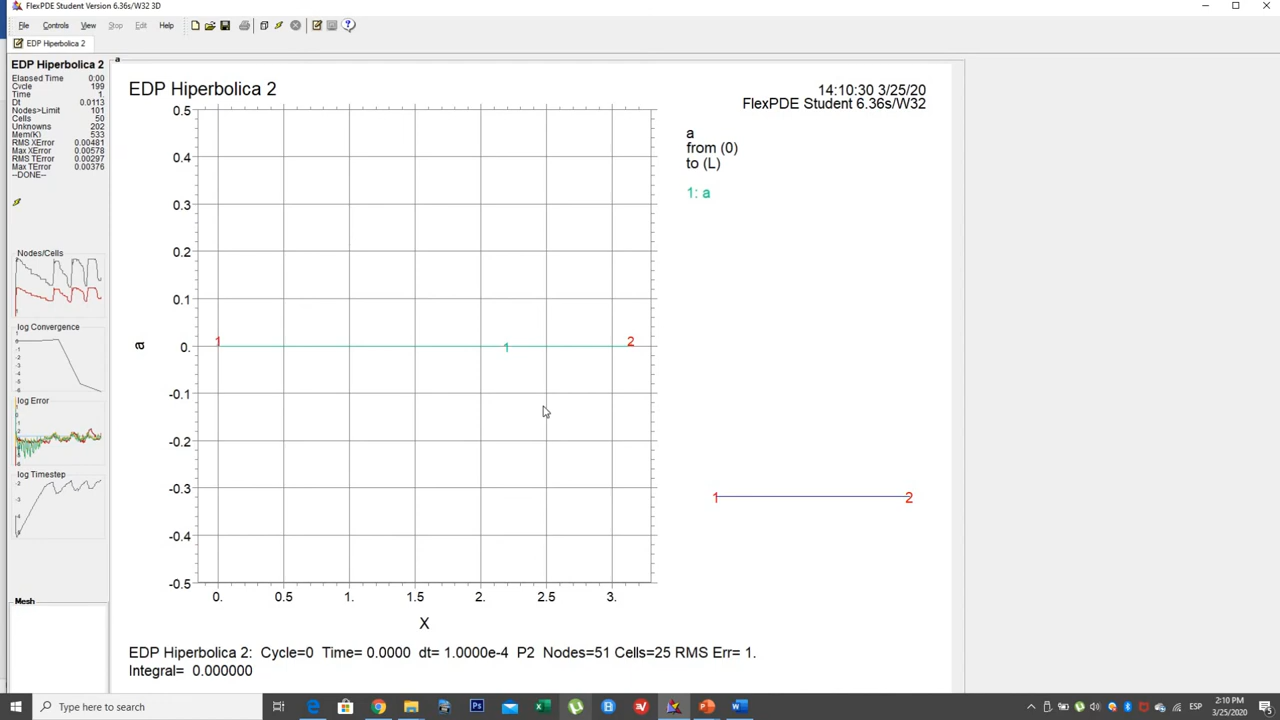 FlexPDE Student Version 6.36s/W32 3D
File Controls View Stop Edit Help
EDP Hiperbolica 2
EDP Hiperbolica 2
Elapsed Time 0:00
Cycle 199
Time 1.
Dt 0.0113
Nodes>Limit 101
Cells 50
Unknowns 202
Mem(K) 533
RMS XError 0.00481
Max XError 0.00578
RMS TError 0.00297
Max TError 0.00376
--DONE--
Nodes/Cells
log Convergence
log Error
log Timestep
Mesh
a
EDP Hiperbolica 2
14:10:30 3/25/20
FlexPDE Student 6.36s/W32
a
from (0)
to (L)
1: a
0.5
0.4
0.3
0.2
0.1
0.
-0.1
-0.2
-0.3
-0.4
-0.5
a
1 1 2
0. 0.5 1. 1.5 2. 2.5 3.
X
1 2
EDP Hiperbolica 2: Cycle=0 Time= 0.0000 dt= 1.0000e-4 P2 Nodes=51 Cells=25 RMS Err= 1.
Integral= 0.000000
Type here to search
ESP
2:10 PM
3/25/2020